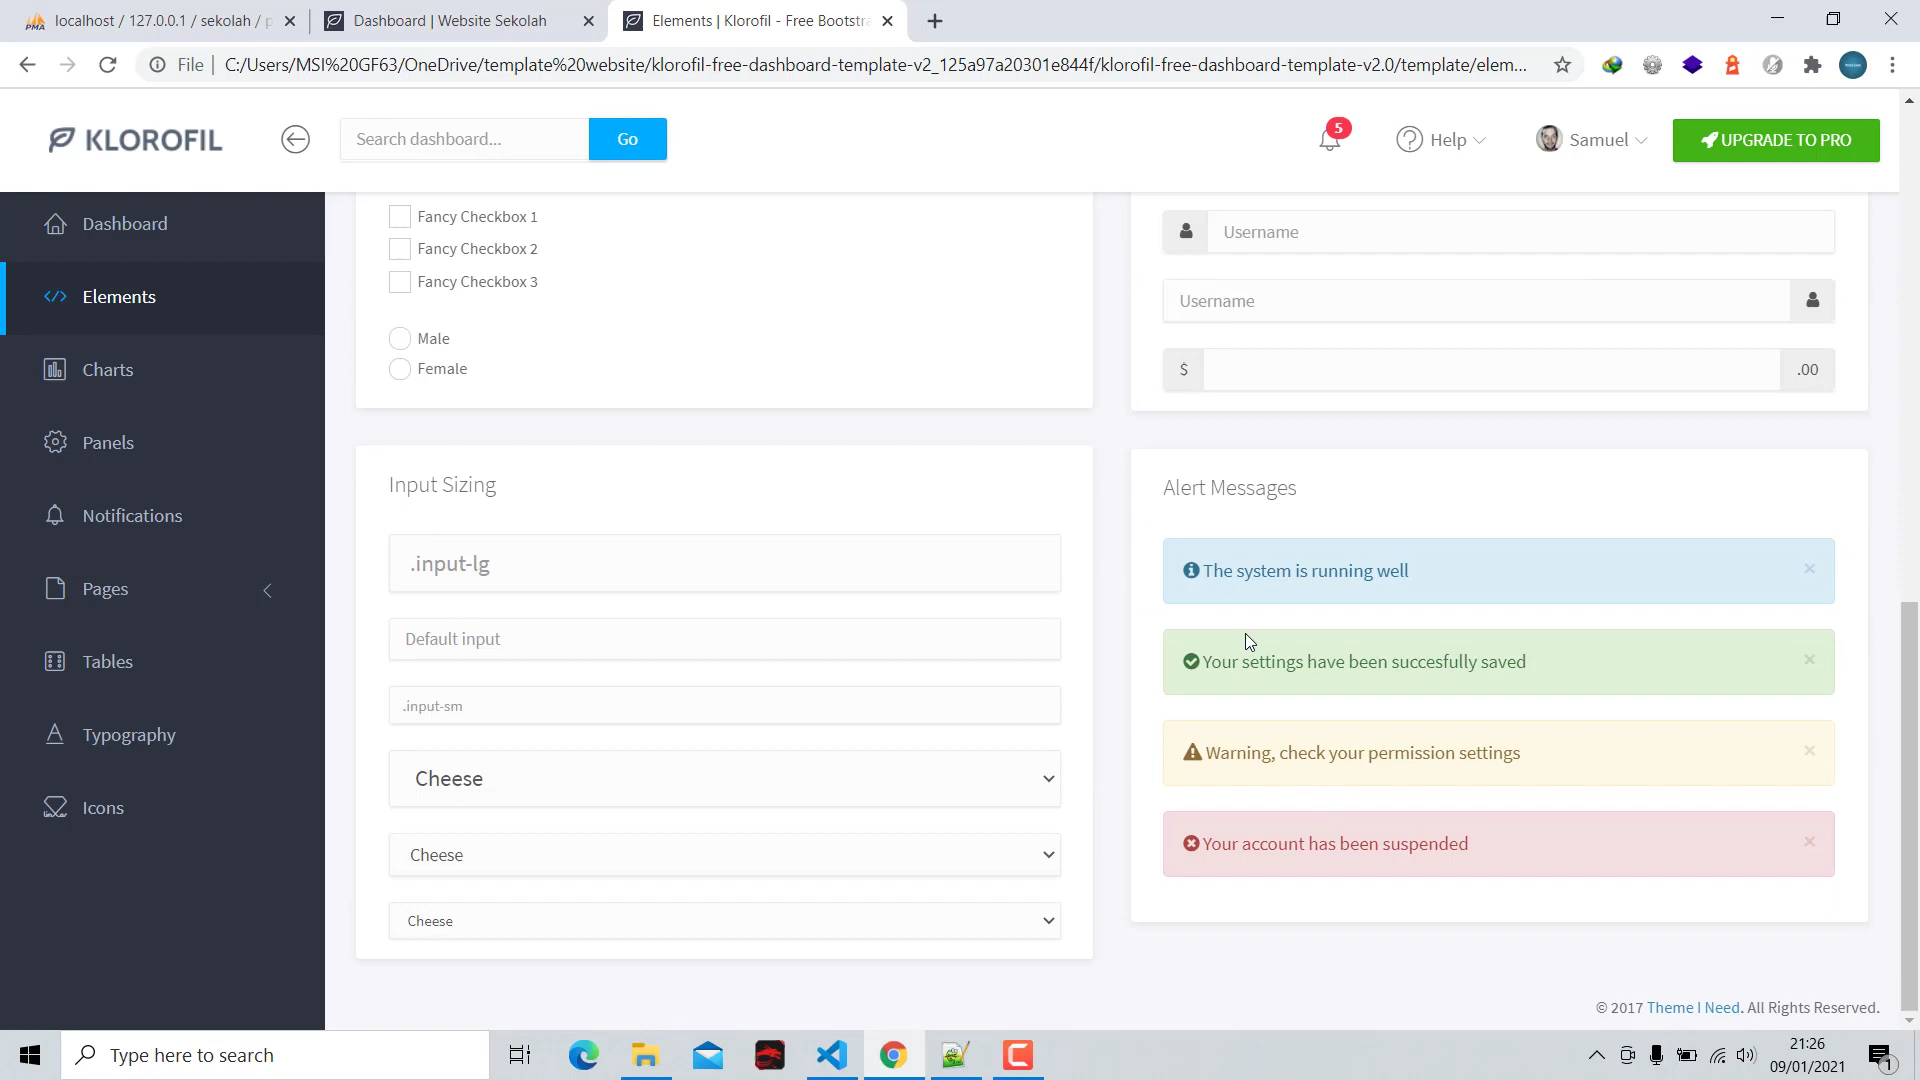 localhost / 127.0.0.1 / sekolah / p
Dashboard | Website Sekolah
Elements | Klorofil - Free Bootstra
File
C:/Users/MSI%20GF63/OneDrive/template%20website/klorofil-free-dashboard-template-v2_125a97a20301e844f/klorofil-free-dashboard-template-v2.0/template/elem...
KLOROFIL
Search dashboard...
Go
5
Help
Samuel
UPGRADE TO PRO
Dashboard
Elements
Charts
Panels
Notifications
Pages
Tables
Typography
Icons
Fancy Checkbox 1
Fancy Checkbox 2
Fancy Checkbox 3
Male
Female
Username
Username
$
.00
Input Sizing
.input-lg
Default input
.input-sm
Cheese
Cheese
Cheese
Alert Messages
The system is running well
×
Your settings have been succesfully saved
×
Warning, check your permission settings
×
Your account has been suspended
×
© 2017 Theme I Need. All Rights Reserved.
Type here to search
21:26
09/01/2021
1